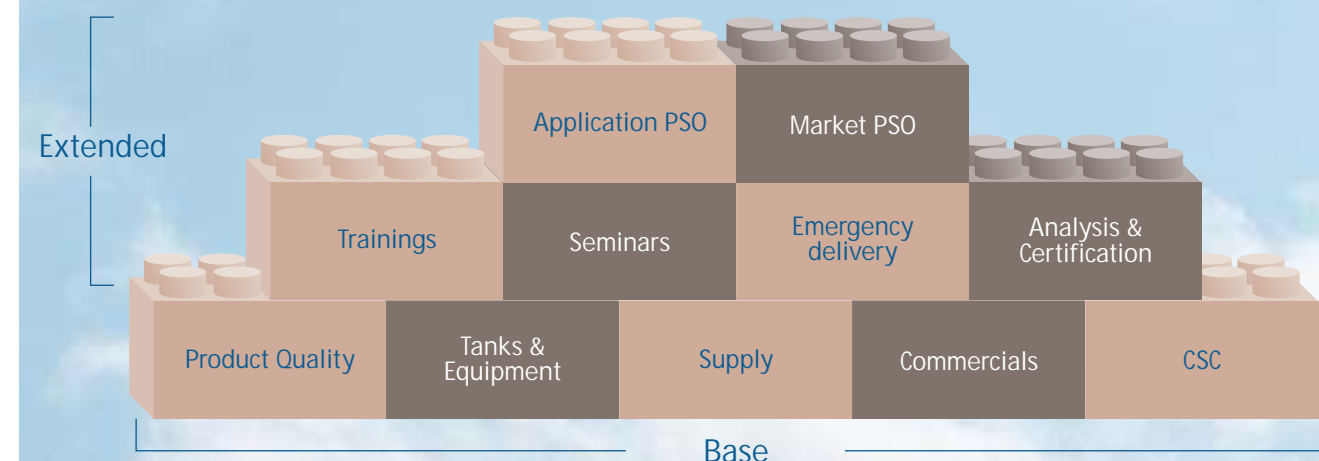 Application PSO
Market PSO
Extended
Trainings
Seminars
Emergency
delivery
Analysis &
Certification
Product Quality
Tanks &
Equipment
Supply
Commercials
CSC
Base